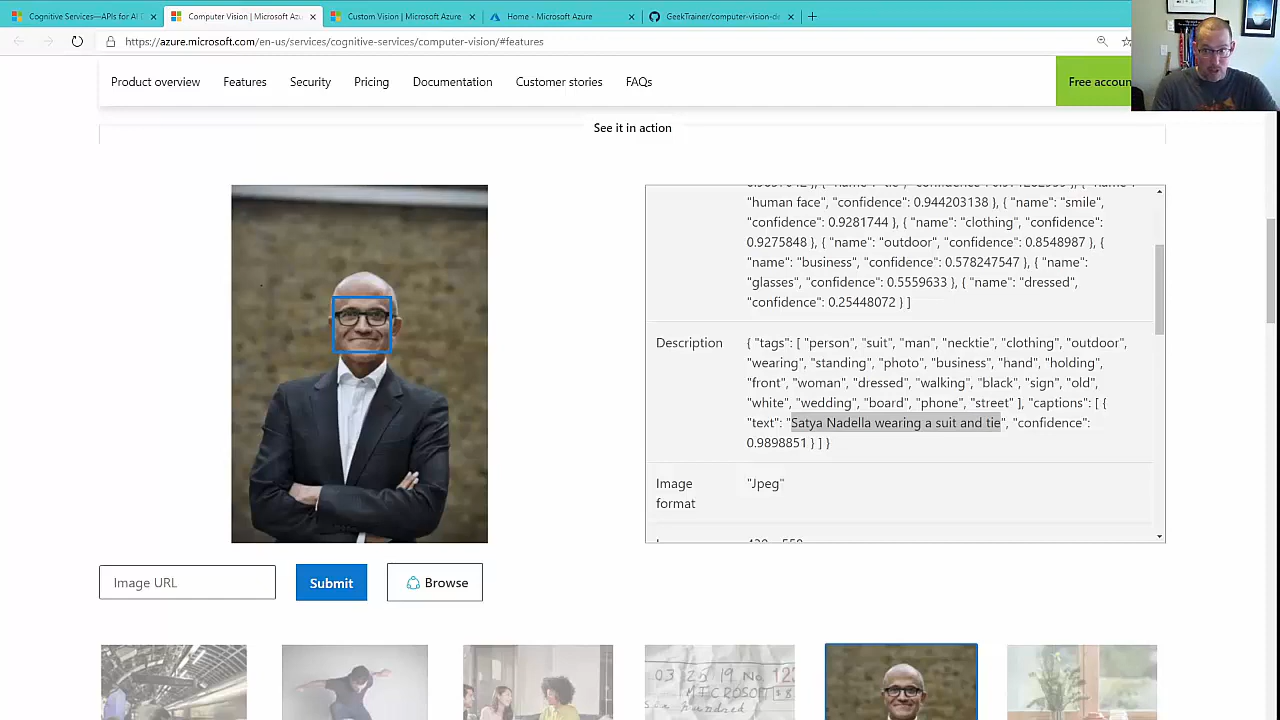 Cognitive Services—APIs for AI D
Computer Vision | Microsoft Azu
Custom Vision | Microsoft Azure
Home - Microsoft Azure
GeekTrainer/computer-vision-de
https://azure.microsoft.com/en-us/services/cognitive-services/computer-vision/#features
Product overview
Features
Security
Pricing
Documentation
Customer stories
FAQs
Free accoun
See it in action
"human face", "confidence": 0.944203138 }, { "name": "smile",
"confidence": 0.9281744 }, { "name": "clothing", "confidence":
0.9275848 }, { "name": "outdoor", "confidence": 0.8548987 }, {
"name": "business", "confidence": 0.578247547 }, { "name":
"glasses", "confidence": 0.5559633 }, { "name": "dressed",
"confidence": 0.25448072 } ]
Description
{ "tags": [ "person", "suit", "man", "necktie", "clothing", "outdoor",
"wearing", "standing", "photo", "business", "hand", "holding",
"front", "woman", "dressed", "walking", "black", "sign", "old",
"white", "wedding", "board", "phone", "street" ], "captions": [ {
"text": "Satya Nadella wearing a suit and tie", "confidence":
0.9898851 } ] }
Image
format
"Jpeg"
Image URL
Submit
Browse